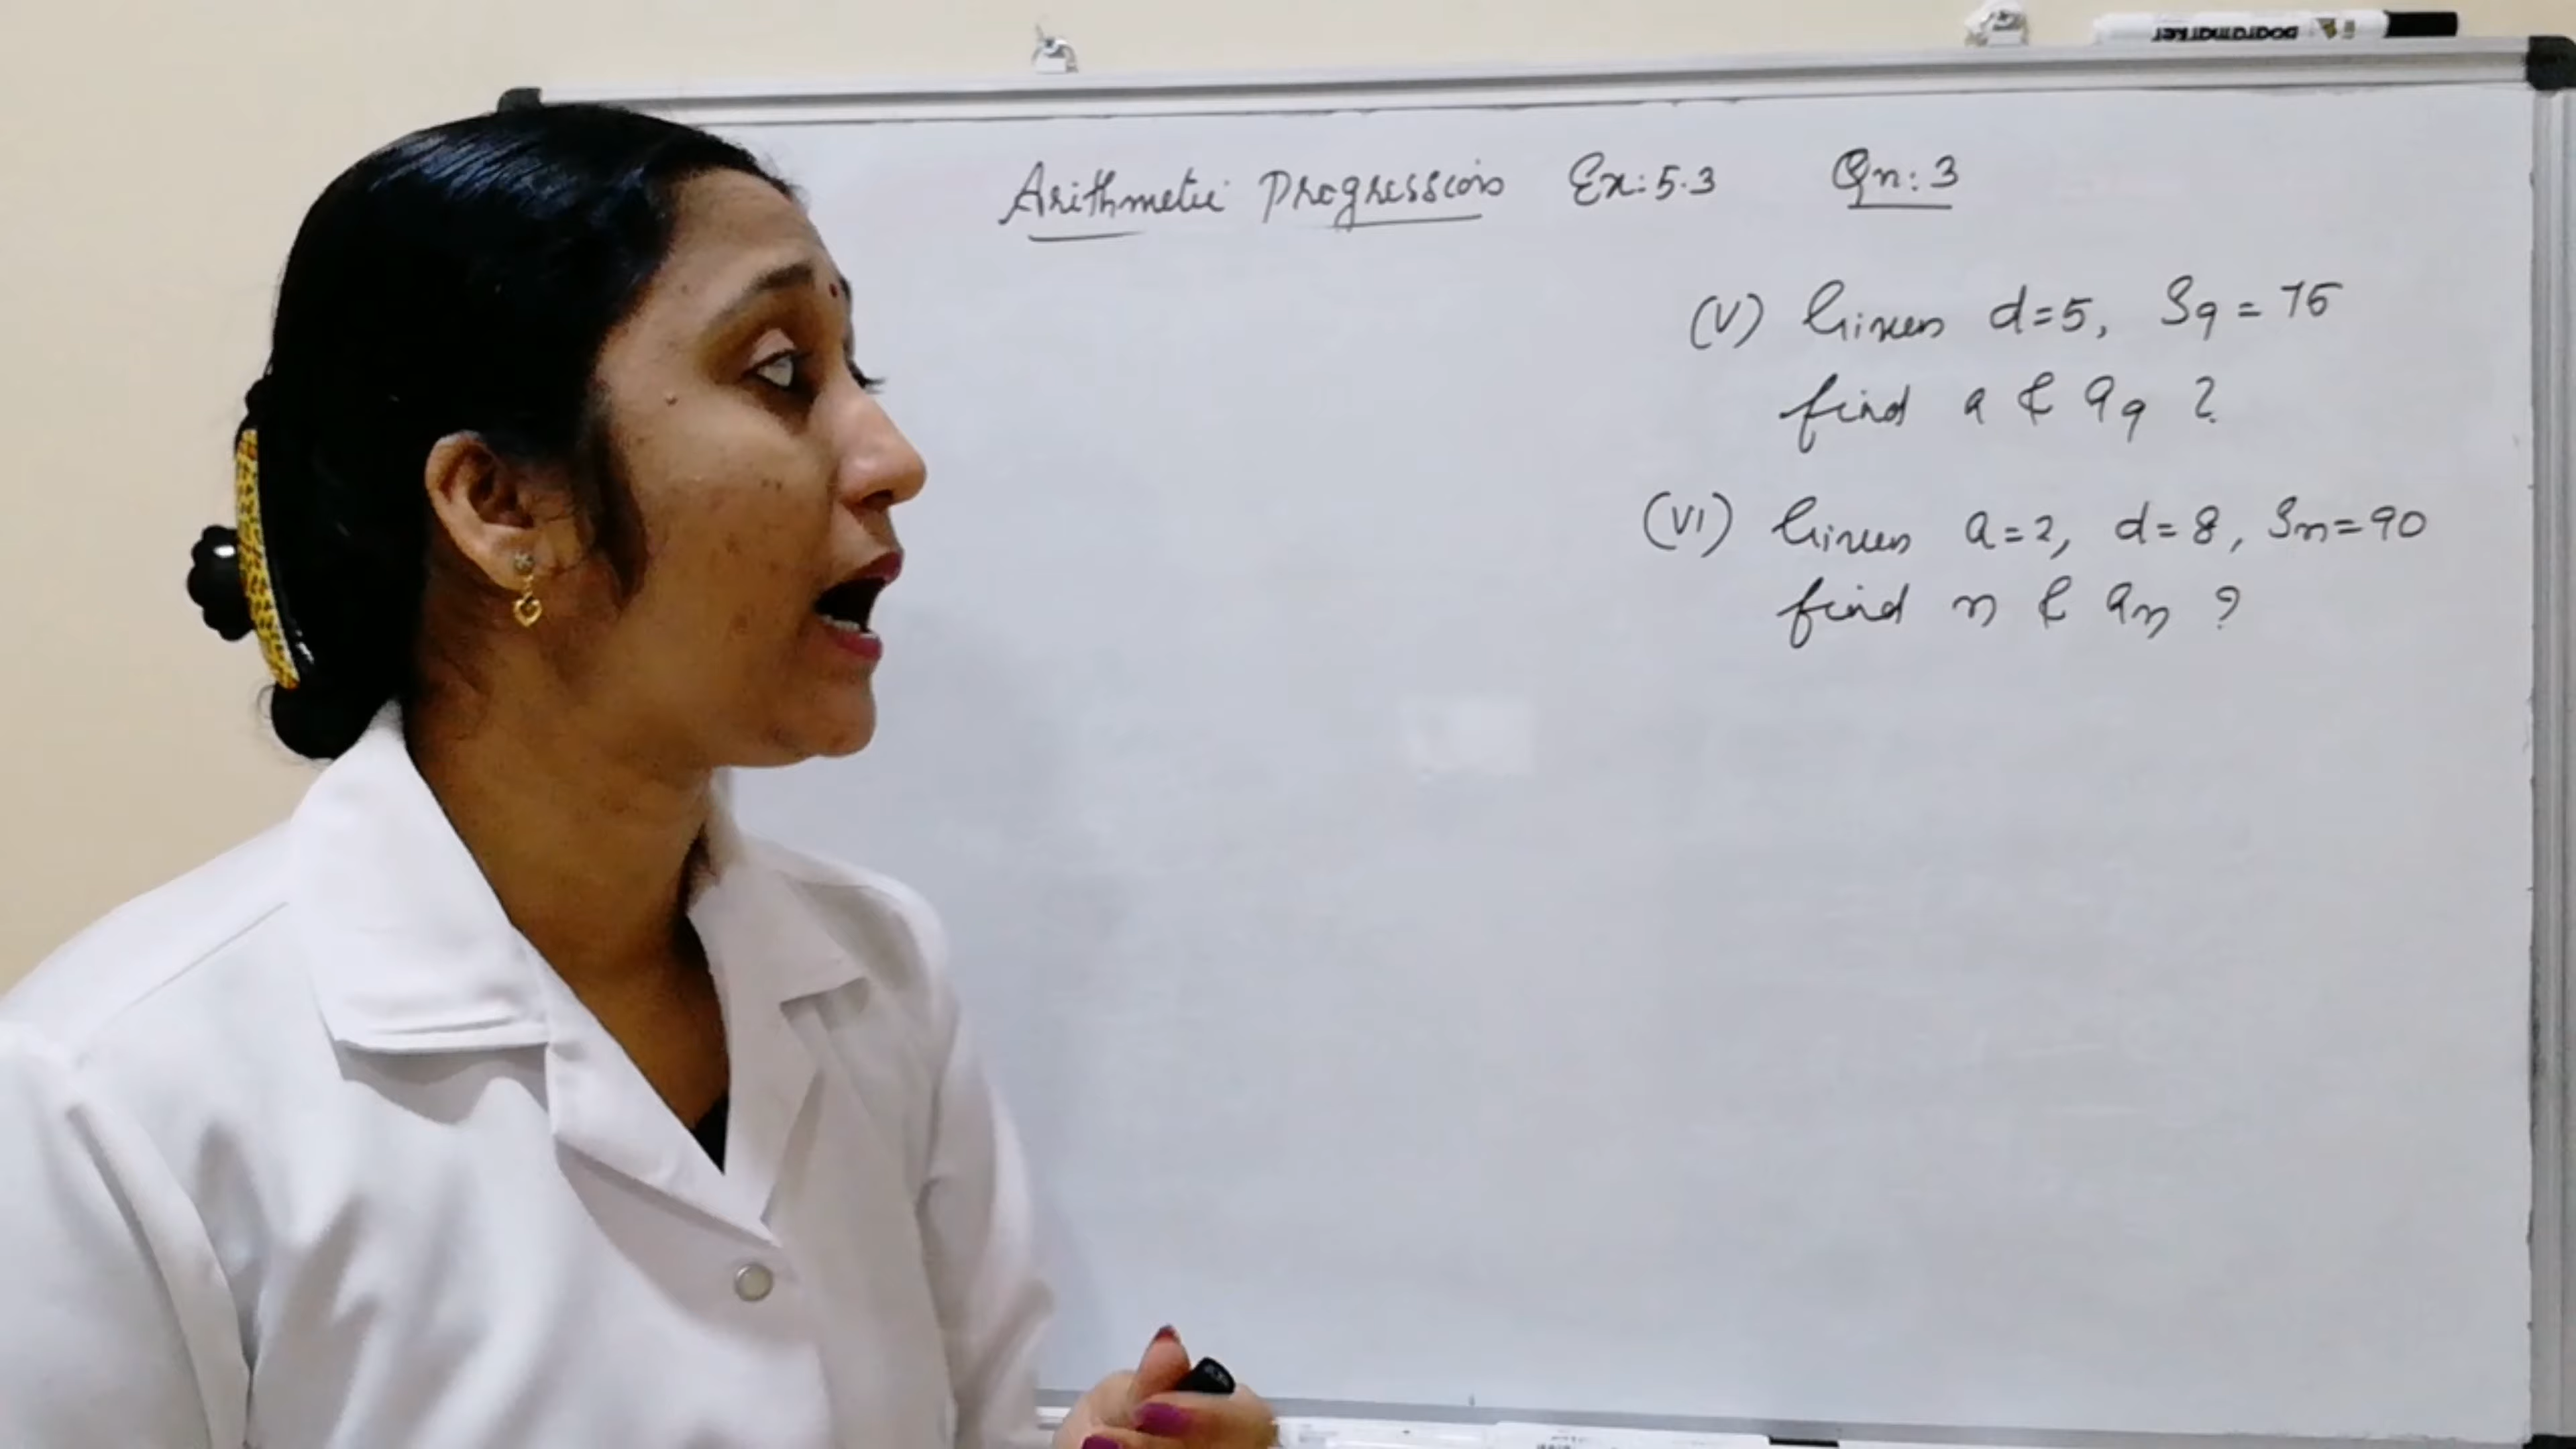 Boardmarker
Arithmetic Progression Ex: 5.3 Qn: 3
(V) Given d=5, S₉ = 75
find a & a₉ ?
(VI) Given a=2, d=8, Sn=90
find n & an ?